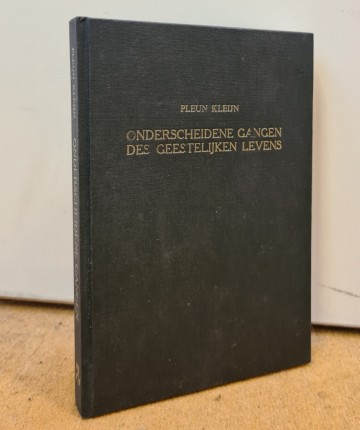 PLEUN KLEIJN
ONDERSCHEIDENE GANGEN
DES GEESTELIJKEN LEVENS